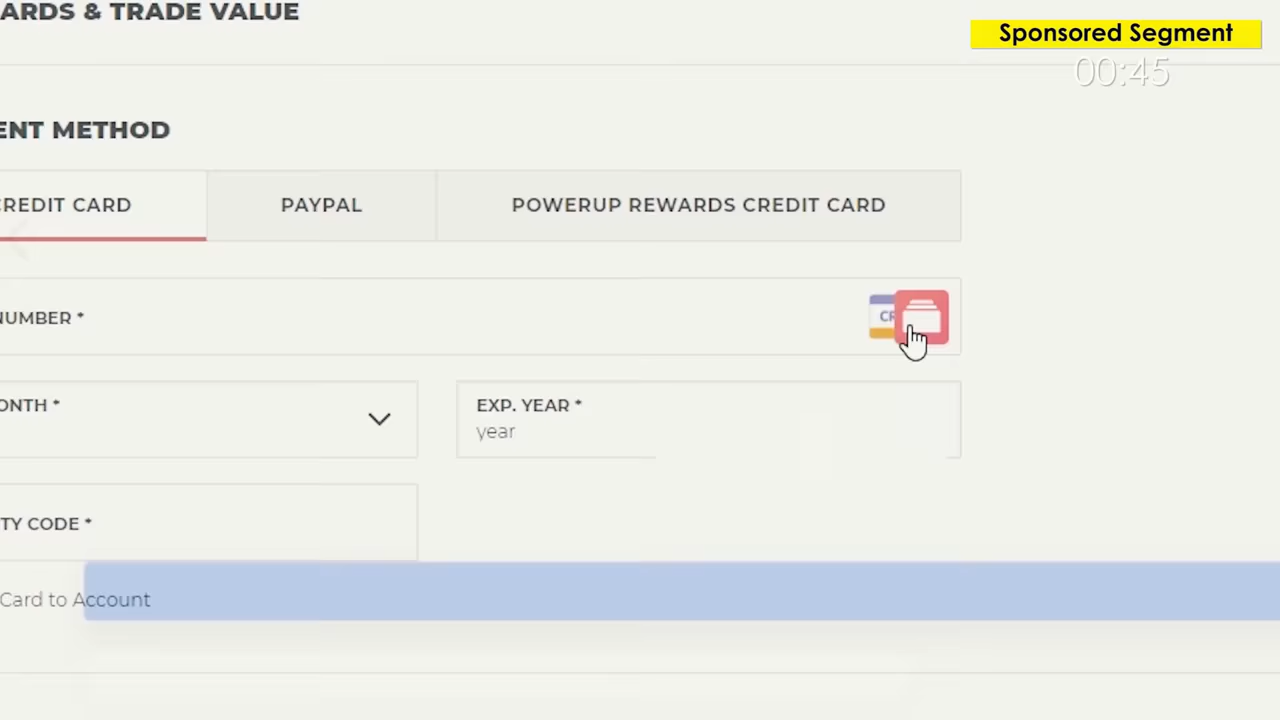 ARDS & TRADE VALUE
Sponsored Segment
00:45
ENT METHOD
CREDIT CARD
PAYPAL
POWERUP REWARDS CREDIT CARD
NUMBER *
CR
ONTH *
EXP. YEAR *
year
TY CODE *
Card to Account